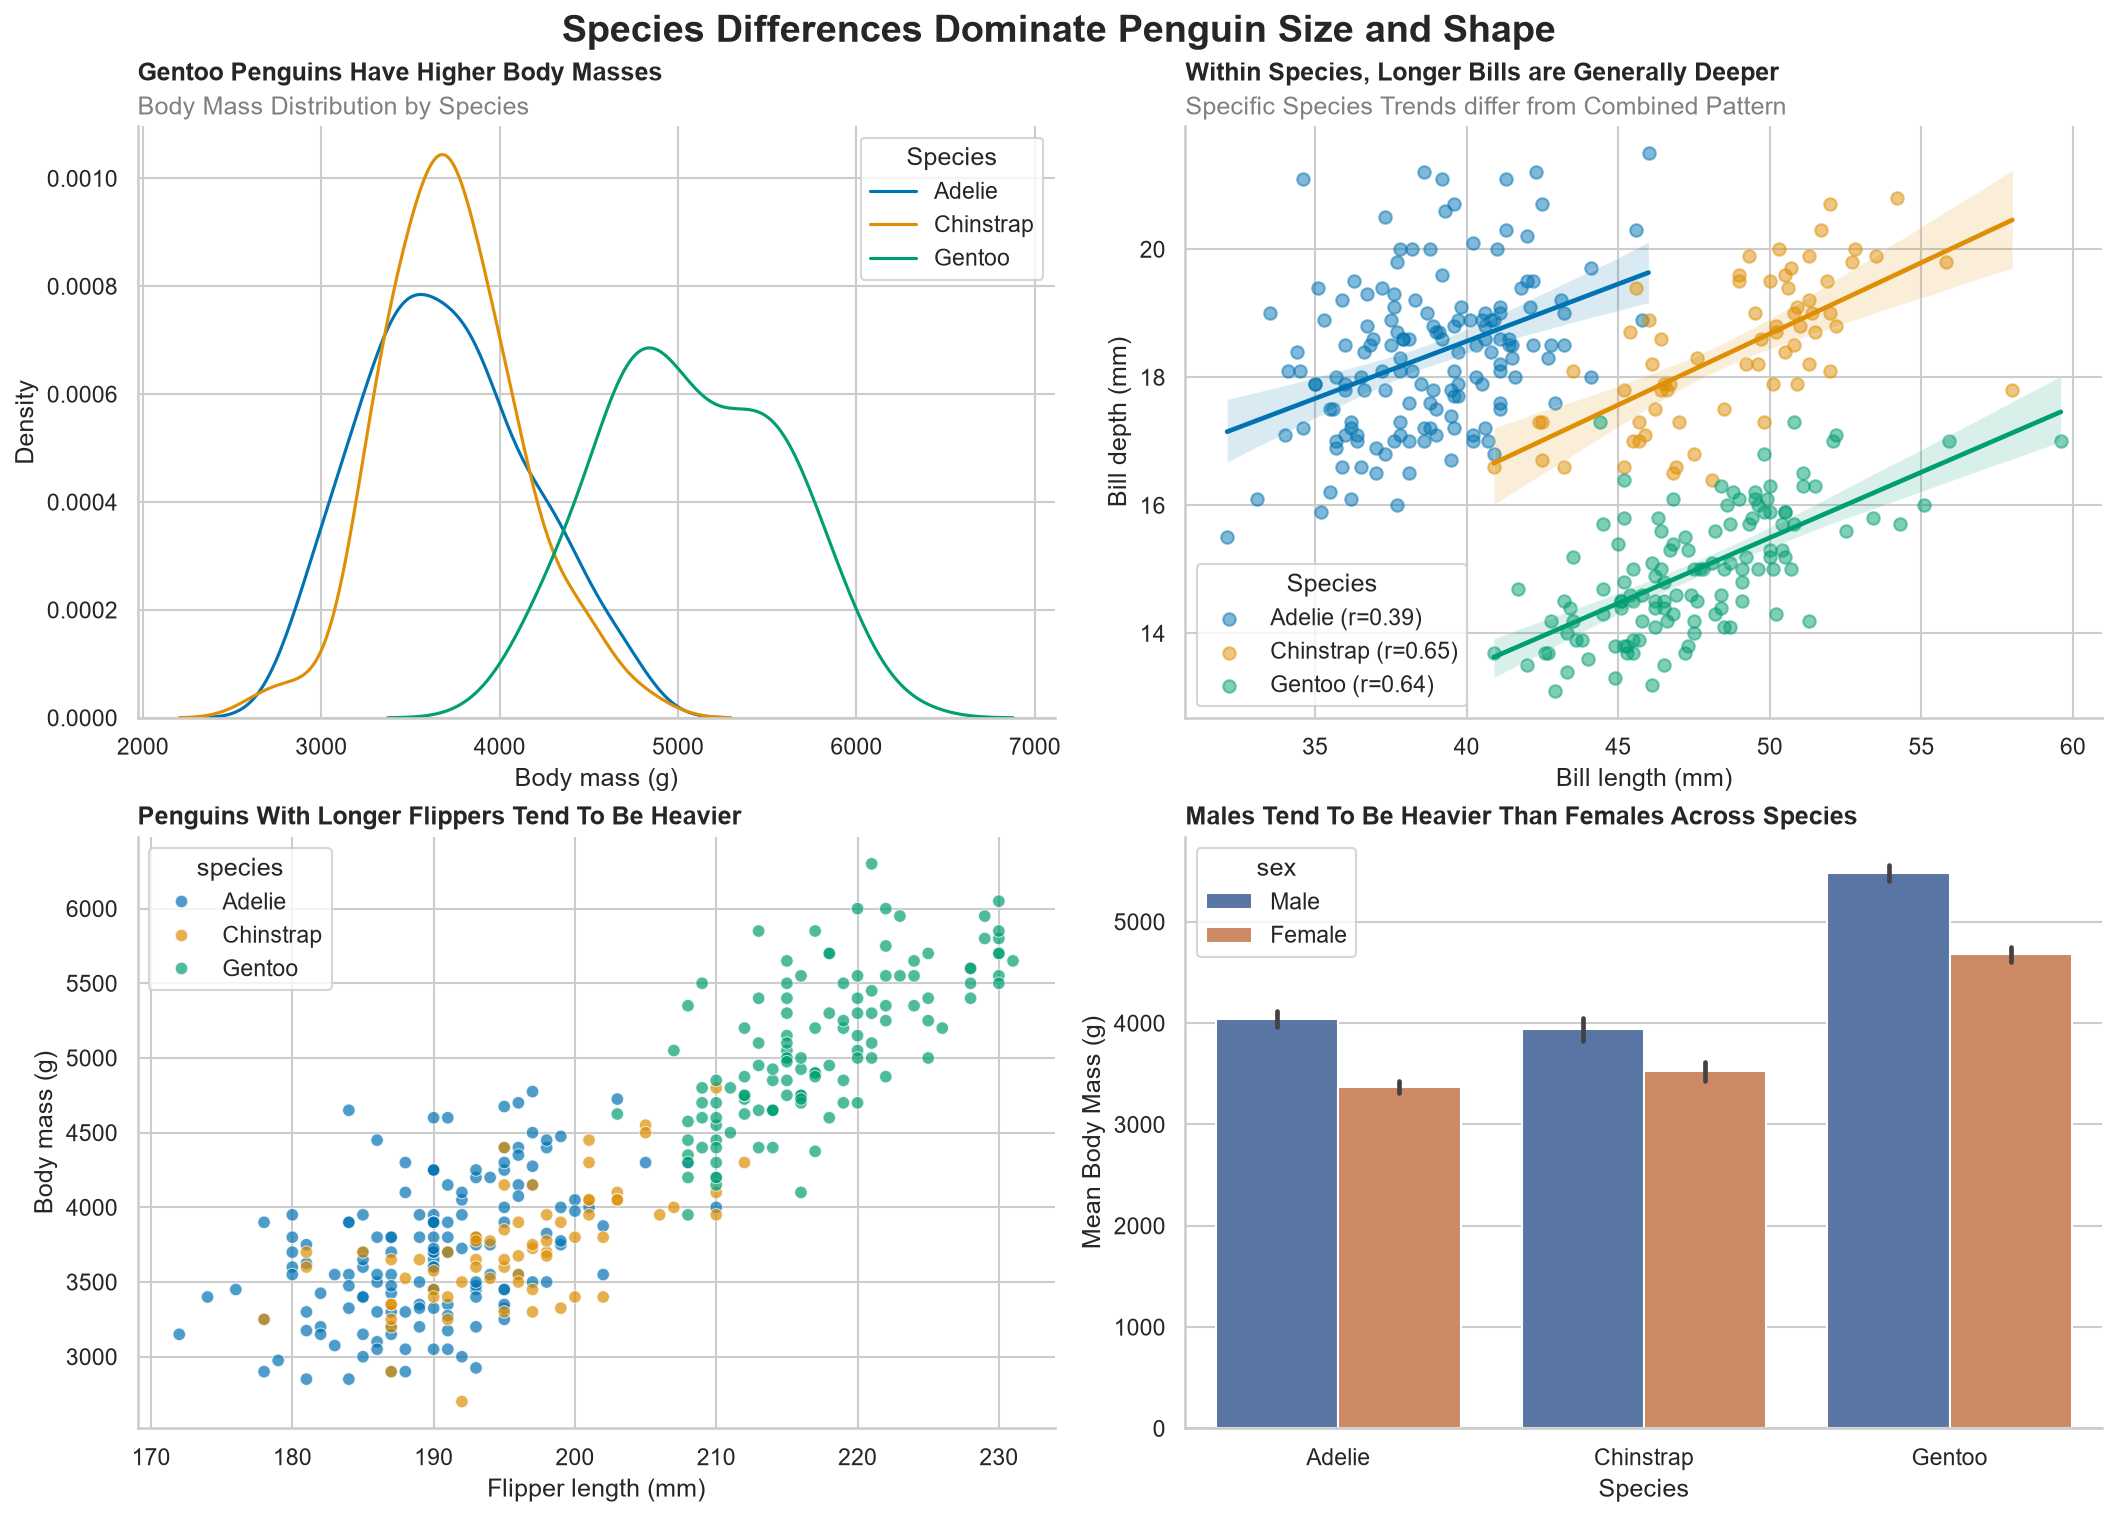 Species Differences Dominate Penguin Size and Shape
Gentoo Penguins Have Higher Body Masses
Body Mass Distribution by Species
Species
Adelie
Chinstrap
Gentoo
0.0010
0.0008
0.0006
0.0004
0.0002
0.0000
Density
2000 3000 4000 5000 6000 7000
Body mass (g)
Within Species, Longer Bills are Generally Deeper
Specific Species Trends differ from Combined Pattern
20
18
16
14
Bill depth (mm)
Species
Adelie (r=0.39)
Chinstrap (r=0.65)
Gentoo (r=0.64)
35 40 45 50 55 60
Bill length (mm)
Penguins With Longer Flippers Tend To Be Heavier
species
Adelie
Chinstrap
Gentoo
6000
5500
5000
4500
4000
3500
3000
Body mass (g)
170 180 190 200 210 220 230
Flipper length (mm)
Males Tend To Be Heavier Than Females Across Species
sex
Male
Female
5000
4000
3000
2000
1000
0
Mean Body Mass (g)
Adelie Chinstrap Gentoo
Species